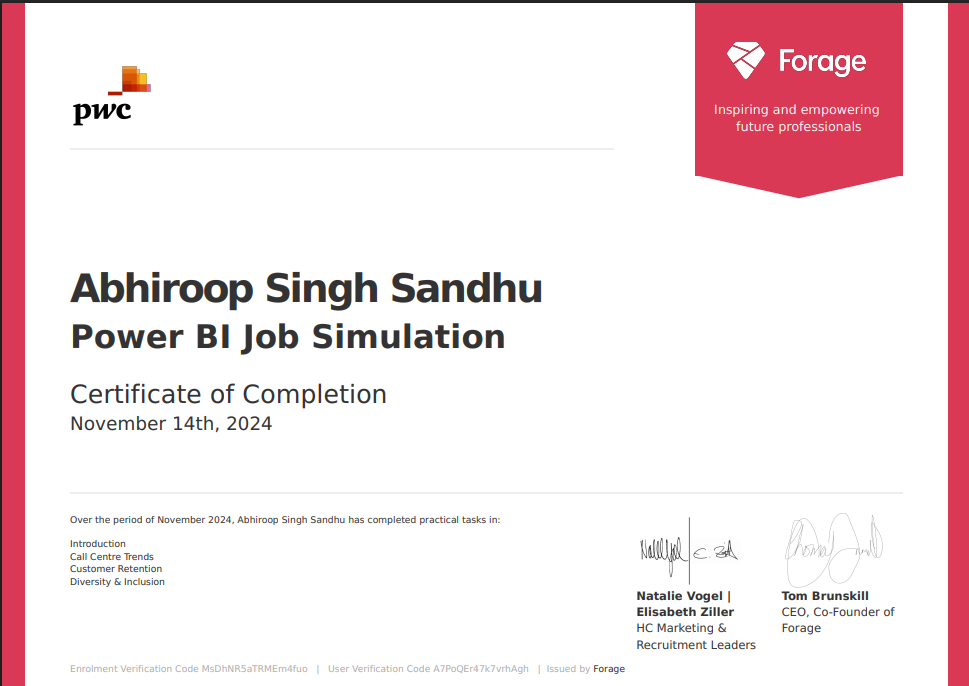 pwc
Forage
Inspiring and empowering
future professionals
Abhiroop Singh Sandhu
Power BI Job Simulation
Certificate of Completion
November 14th, 2024
Over the period of November 2024, Abhiroop Singh Sandhu has completed practical tasks in:
Introduction
Call Centre Trends
Customer Retention
Diversity & Inclusion
Natalie Vogel |
Elisabeth Ziller
HC Marketing &
Recruitment Leaders
Tom Brunskill
CEO, Co-Founder of
Forage
Enrolment Verification Code MsDhNR5aTRMEm4fuo | User Verification Code A7PoQEr47k7vrhAgh | Issued by Forage